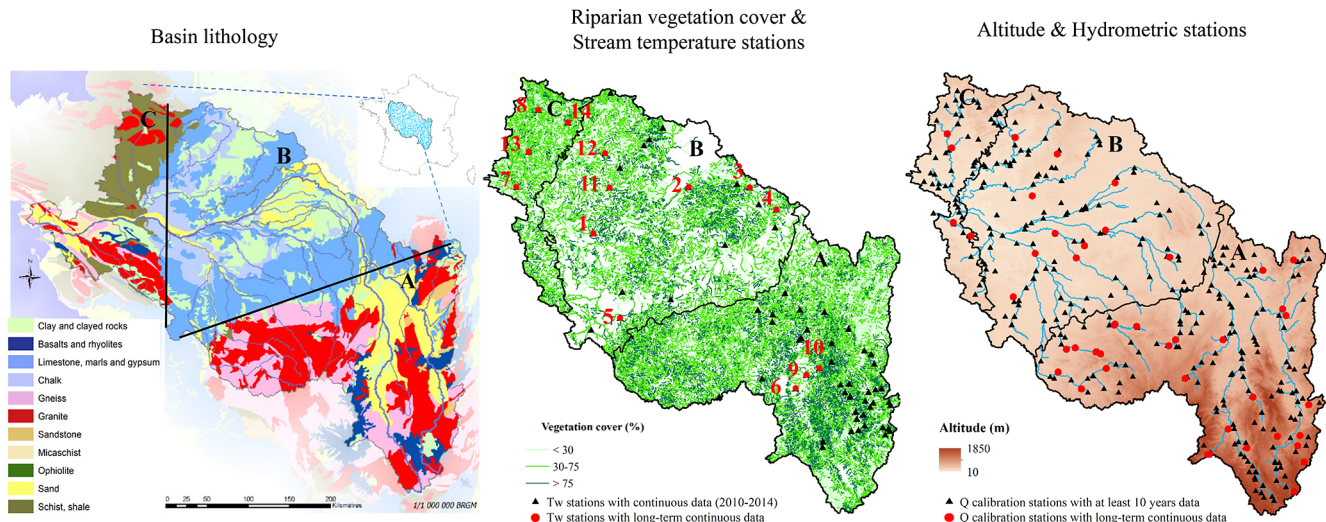 Basin lithology
C
B
A
N
Clay and clayed rocks
Basalts and rhyolites
Limestone, marls and gypsum
Chalk
Gneiss
Granite
Sandstone
Micaschist
Ophiolite
Sand
Schist, shale
0 25 50 100 150 200
Kilometres
1/1 000 000 BRGM
Riparian vegetation cover &
Stream temperature stations
8
C
14
13
12
B
3
7
11
2
4
1
A
5
10
9
6
Vegetation cover (%)
< 30
30-75
> 75
Tw stations with continuous data (2010-2014)
Tw stations with long-term continuous data
Altitude & Hydrometric stations
C
B
A
Altitude (m)
1850
10
Q calibration stations with at least 10 years data
Q calibration stations with long-term continuous data